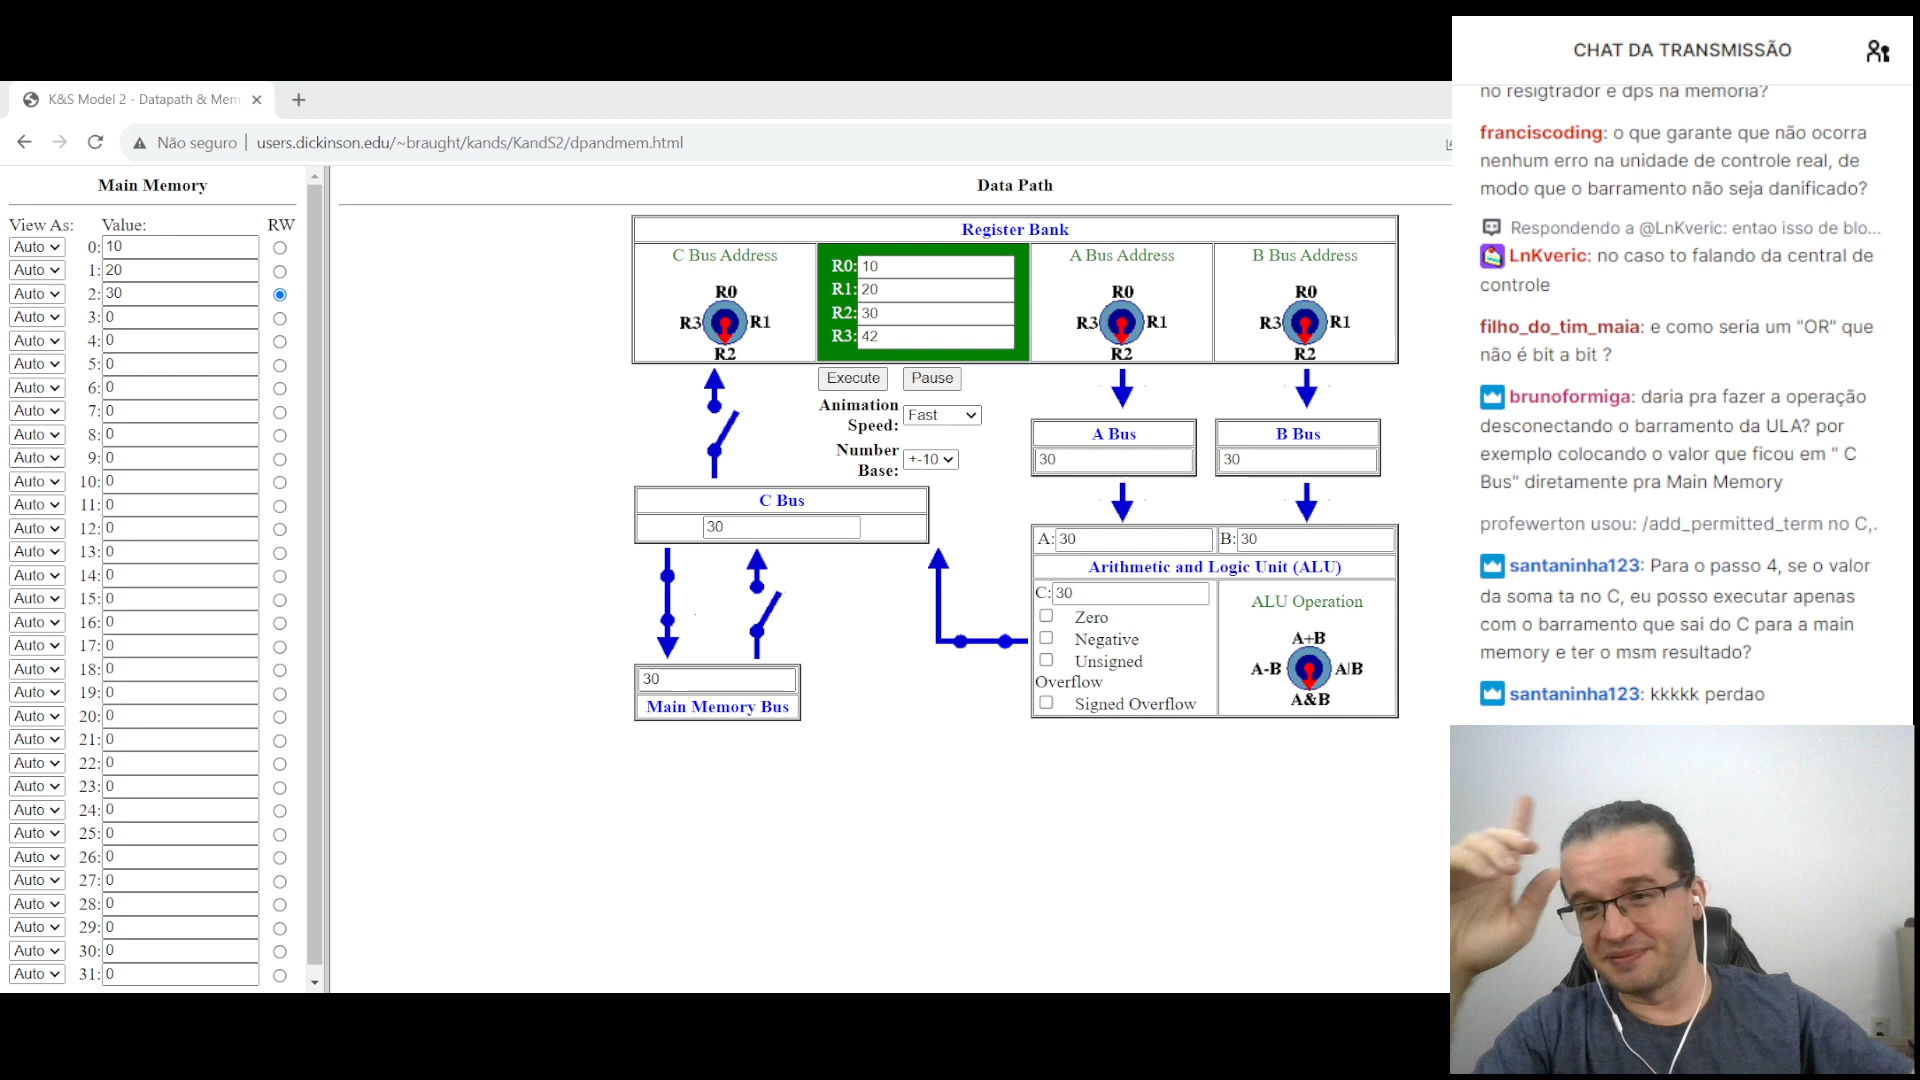 K&S Model 2 - Datapath & Mem
Não seguro
users.dickinson.edu/~braught/kands/KandS2/dpandmem.html
Main Memory
View As: Value: RW
Auto 0: 10
Auto 1: 20
Auto 2: 30
Auto 3: 0
Auto 4: 0
Auto 5: 0
Auto 6: 0
Auto 7: 0
Auto 8: 0
Auto 9: 0
Auto 10: 0
Auto 11: 0
Auto 12: 0
Auto 13: 0
Auto 14: 0
Auto 15: 0
Auto 16: 0
Auto 17: 0
Auto 18: 0
Auto 19: 0
Auto 20: 0
Auto 21: 0
Auto 22: 0
Auto 23: 0
Auto 24: 0
Auto 25: 0
Auto 26: 0
Auto 27: 0
Auto 28: 0
Auto 29: 0
Auto 30: 0
Auto 31: 0
Data Path
Register Bank
C Bus Address
R0
R3 R1
R2
R0: 10
R1: 20
R2: 30
R3: 42
A Bus Address
R0
R3 R1
R2
B Bus Address
R0
R3 R1
R2
Execute Pause
Animation
Speed: Fast
Number
Base: +-10
A Bus
30
B Bus
30
C Bus
30
A: 30 B: 30
Arithmetic and Logic Unit (ALU)
C: 30
Zero
Negative
Unsigned
Overflow
Signed Overflow
ALU Operation
A+B
A-B A|B
A&B
30
Main Memory Bus
CHAT DA TRANSMISSÃO
no resigtrador e dps na memoria?
franciscoding: o que garante que não ocorra
nenhum erro na unidade de controle real, de
modo que o barramento não seja danificado?
Respondendo a @LnKveric: entao isso de blo...
LnKveric: no caso to falando da central de
controle
filho_do_tim_maia: e como seria um "OR" que
não é bit a bit ?
brunoformiga: daria pra fazer a operação
desconectando o barramento da ULA? por
exemplo colocando o valor que ficou em " C
Bus" diretamente pra Main Memory
profewerton usou: /add_permitted_term no C,.
santaninha123: Para o passo 4, se o valor
da soma ta no C, eu posso executar apenas
com o barramento que sai do C para a main
memory e ter o msm resultado?
santaninha123: kkkkk perdao